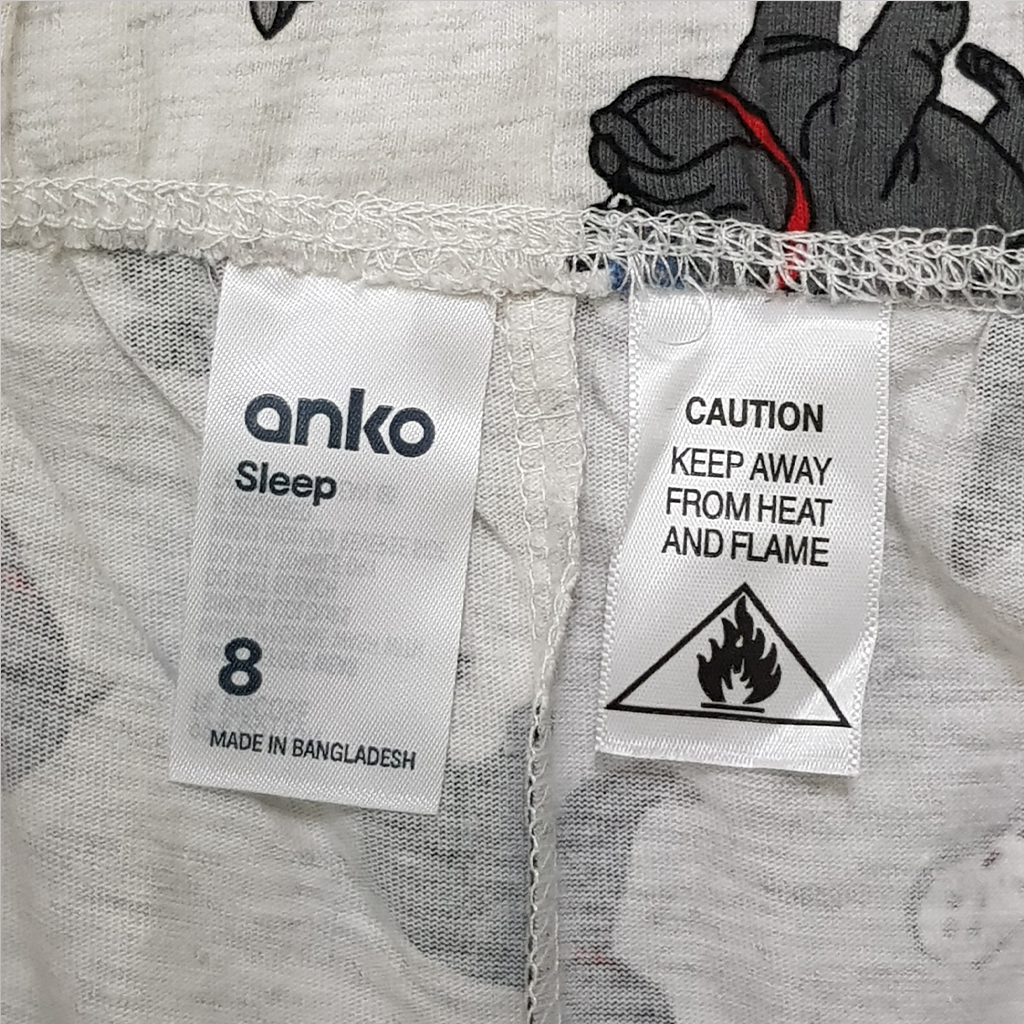 anko
Sleep
8
MADE IN BANGLADESH
CAUTION
KEEP AWAY
FROM HEAT
AND FLAME